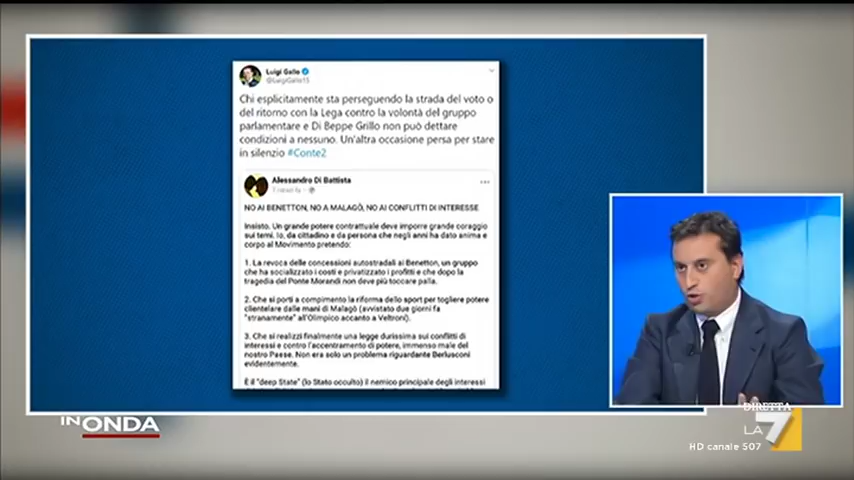 Luigi Gallo
@LuigiGallo15
Chi esplicitamente sta perseguendo la strada del voto o
del ritorno con la Lega contro la volontà del gruppo
parlamentare e Di Beppe Grillo non può dettare
condizioni a nessuno. Un'altra occasione persa per stare
in silenzio #Conte2
Alessandro Di Battista
NO AI BENETTON, NO A MALAGÒ, NO AI CONFLITTI DI INTERESSE
Insisto. Un grande potere contrattuale deve imporre grande coraggio
sui temi. Io, da cittadino e da persona che negli anni ha dato anima e
corpo al Movimento pretendo:
1. La revoca delle concessioni autostradali ai Benetton, un gruppo
che ha socializzato i costi e privatizzato i profitti e che dopo la
tragedia del Ponte Morandi non deve più toccare palla.
2. Che si porti a compimento la riforma dello sport per togliere potere
clientelare dalle mani di Malagò (avvistato due giorni fa
"stranamente" all'Olimpico accanto a Veltroni).
3. Che si realizzi finalmente una legge durissima sui conflitti di
interessi e contro l'accentramento di potere, immenso male del
nostro Paese. Non era solo un problema riguardante Berlusconi
evidentemente.
È il "deep State" (lo Stato occulto) il nemico principale degli interessi
IN ONDA
DIRETTA
LA 7
HD canale 507